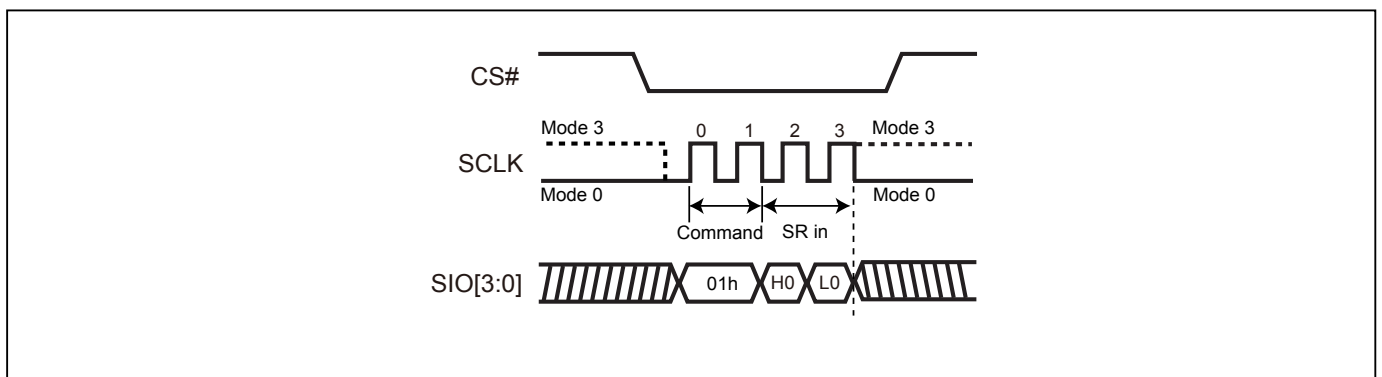 CS#
Mode 3 0 1 2 3 Mode 3
SCLK
Mode 0 Mode 0
Command SR in
SIO[3:0] 01h H0 L0